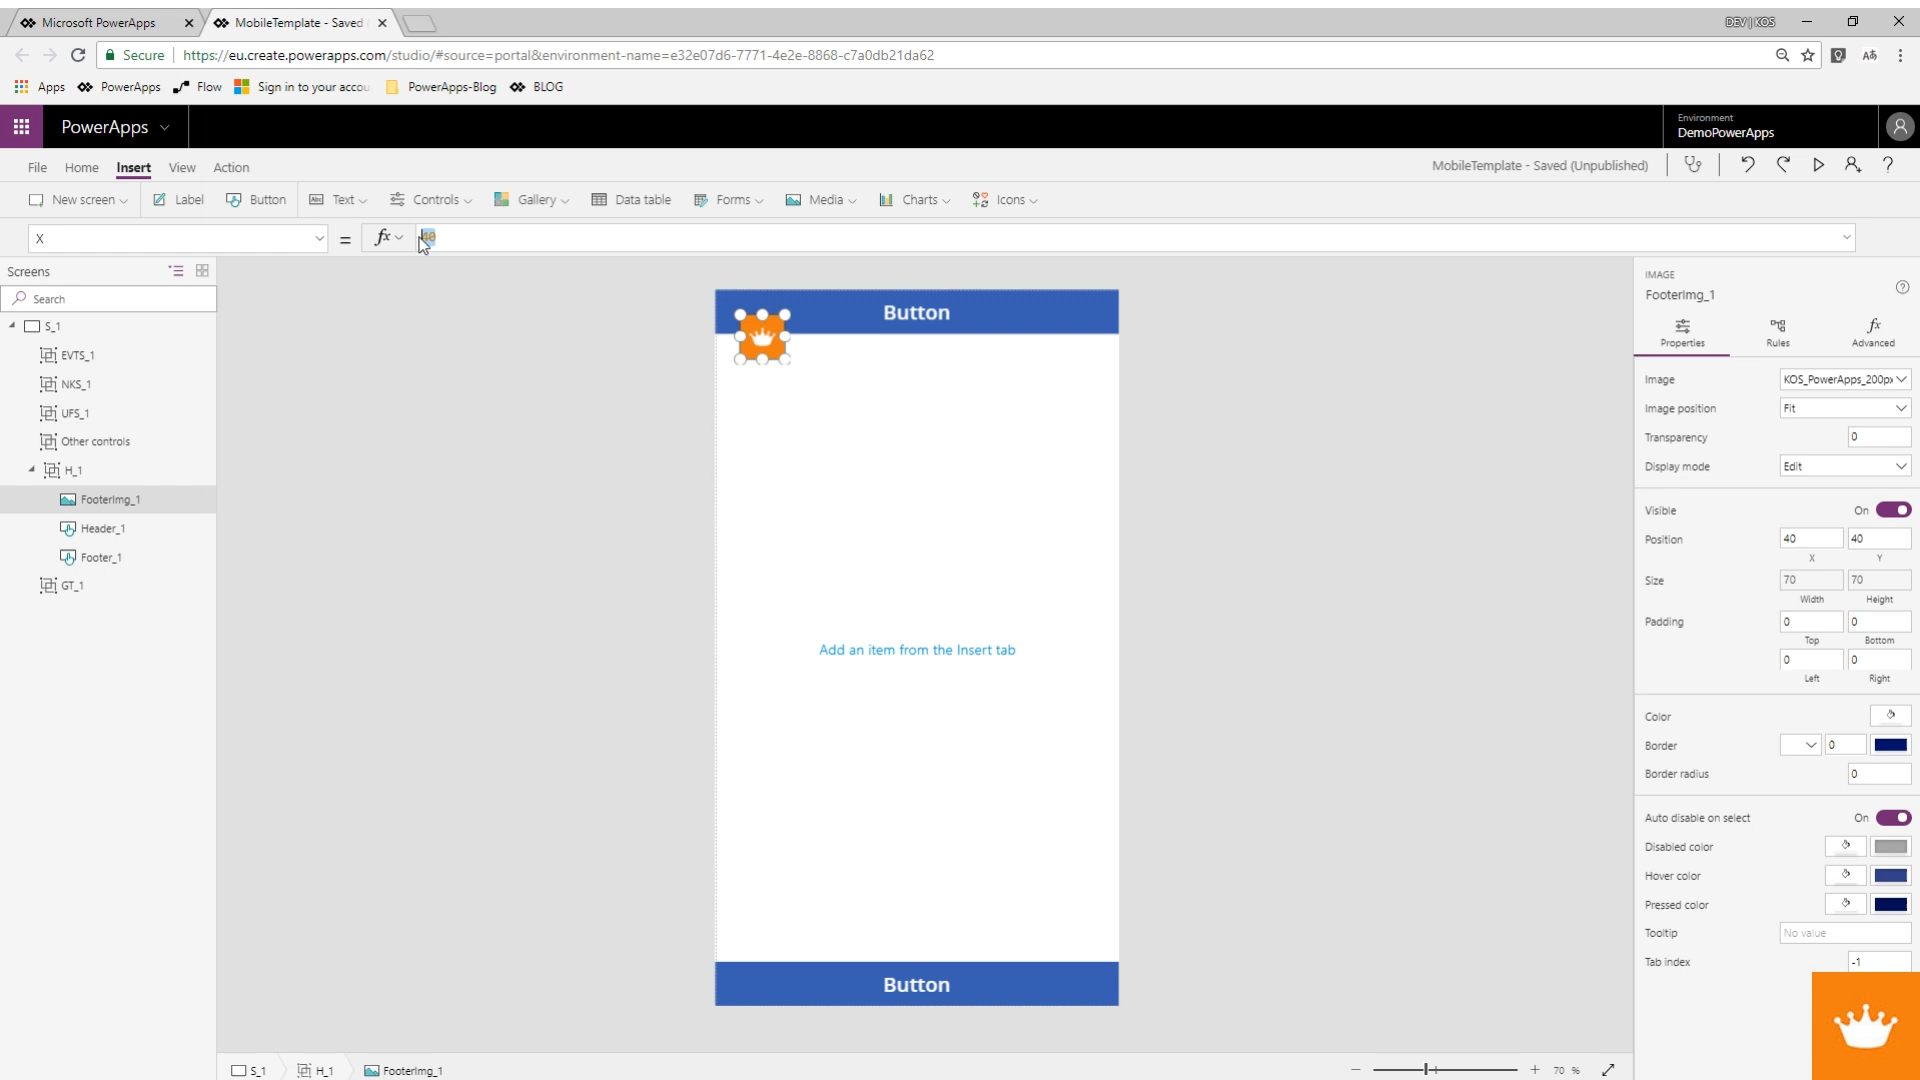 Microsoft PowerApps
MobileTemplate - Saved
DEV | KOS
Secure
https://eu.create.powerapps.com/studio/#source=portal&environment-name=e32e07d6-7771-4e2e-8868-c7a0db21da62
Apps
PowerApps
Flow
Sign in to your accou
PowerApps-Blog
BLOG
PowerApps
Environment
DemoPowerApps
File
Home
Insert
View
Action
MobileTemplate - Saved (Unpublished)
New screen
Label
Button
Text
Controls
Gallery
Data table
Forms
Media
Charts
Icons
X
=
fx
40
Screens
Search
S_1
EVTS_1
NKS_1
UFS_1
Other controls
H_1
FooterImg_1
Header_1
Footer_1
GT_1
Button
Add an item from the Insert tab
Button
IMAGE
FooterImg_1
Properties
Rules
fx
Advanced
Image
KOS_PowerApps_200px
Image position
Fit
Transparency
0
Display mode
Edit
Visible
On
Position
40
40
X
Y
Size
70
70
Width
Height
Padding
0
0
Top
Bottom
0
0
Left
Right
Color
Border
0
Border radius
0
Auto disable on select
On
Disabled color
Hover color
Pressed color
Tooltip
No value
Tab index
-1
S_1
H_1
FooterImg_1
70 %